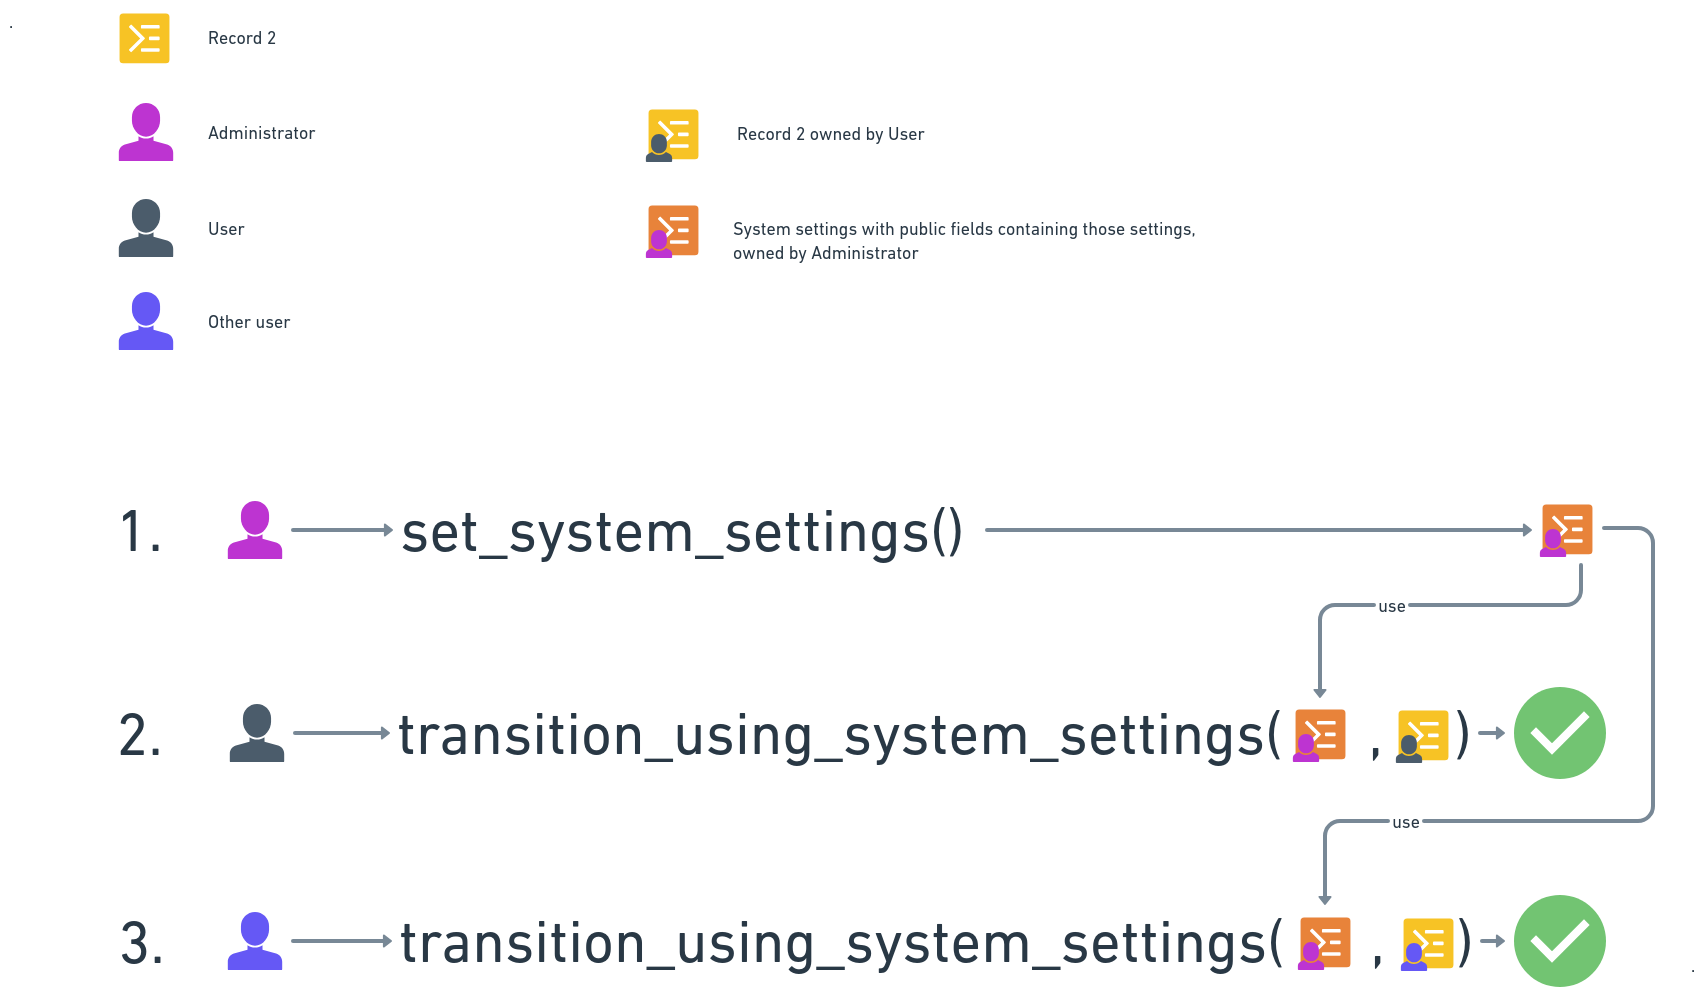 Record 2
Administrator
Record 2 owned by User
User
System settings with public fields containing those settings,
owned by Administrator
Other user
1. set_system_settings()
use
2. transition_using_system_settings( , )
use
3. transition_using_system_settings( , )